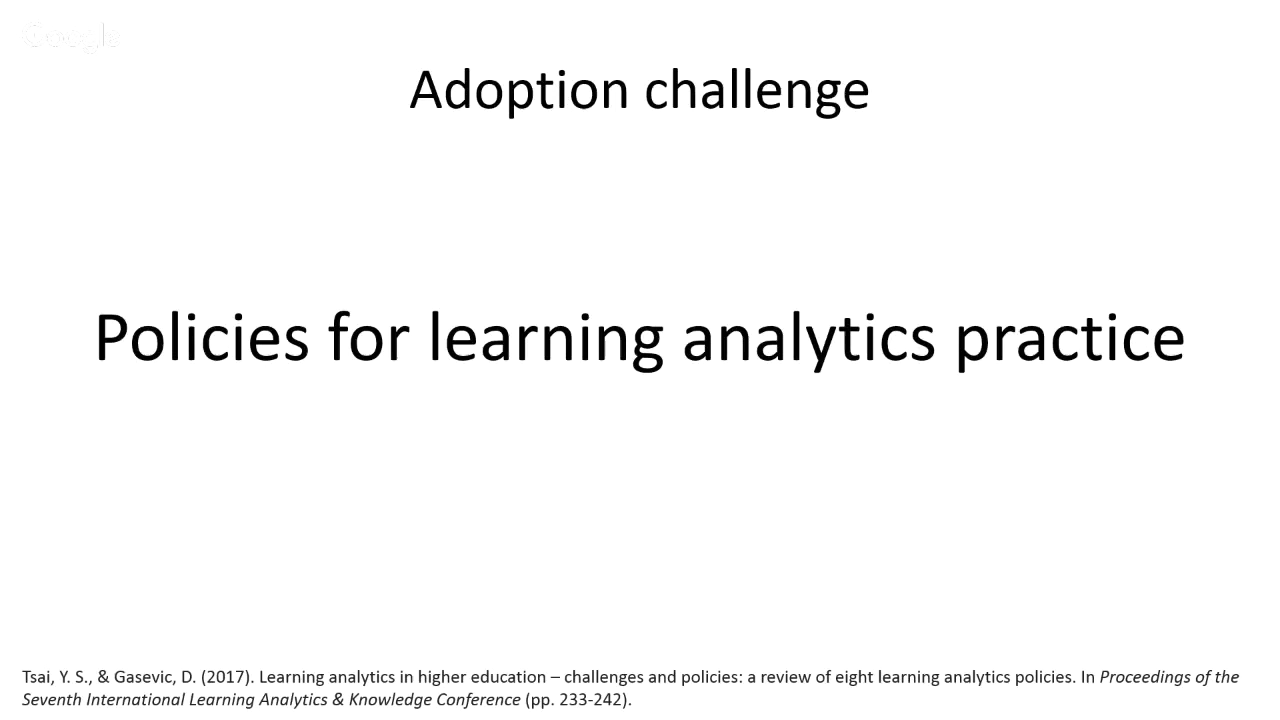 Google
Adoption challenge
Policies for learning analytics practice
Tsai, Y. S., & Gasevic, D. (2017). Learning analytics in higher education – challenges and policies: a review of eight learning analytics policies. In Proceedings of the
Seventh International Learning Analytics & Knowledge Conference (pp. 233-242).